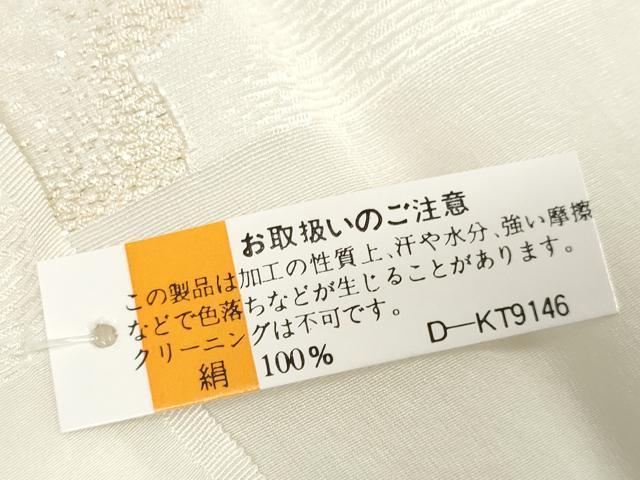 お取扱いのご注意
この製品は加工の性質上、汗や水分、強い摩擦
などで色落ちなどが生じることがあります。
クリーニングは不可です。
絹 100%
D—KT9146